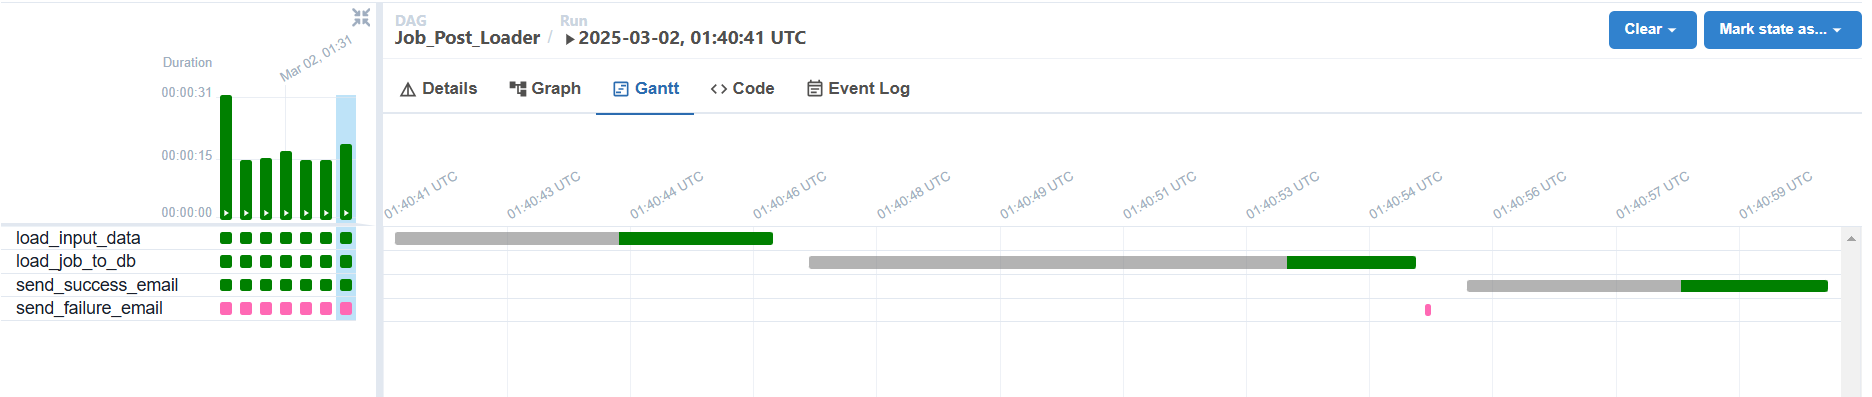 DAG
Run
Job_Post_Loader / 2025-03-02, 01:40:41 UTC
Clear
Mark state as...
Details
Graph
Gantt
Code
Event Log
Mar 02, 01:31
Duration
00:00:31
00:00:15
00:00:00
01:40:41 UTC
01:40:43 UTC
01:40:44 UTC
01:40:46 UTC
01:40:48 UTC
01:40:49 UTC
01:40:51 UTC
01:40:53 UTC
01:40:54 UTC
01:40:56 UTC
01:40:57 UTC
01:40:59 UTC
load_input_data
load_job_to_db
send_success_email
send_failure_email